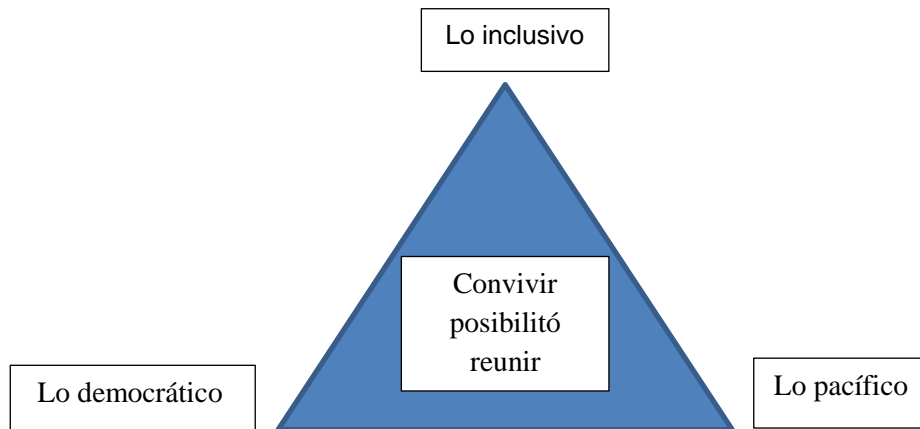 Lo inclusivo
Convivir
posibilitó
reunir
Lo democrático
Lo pacífico